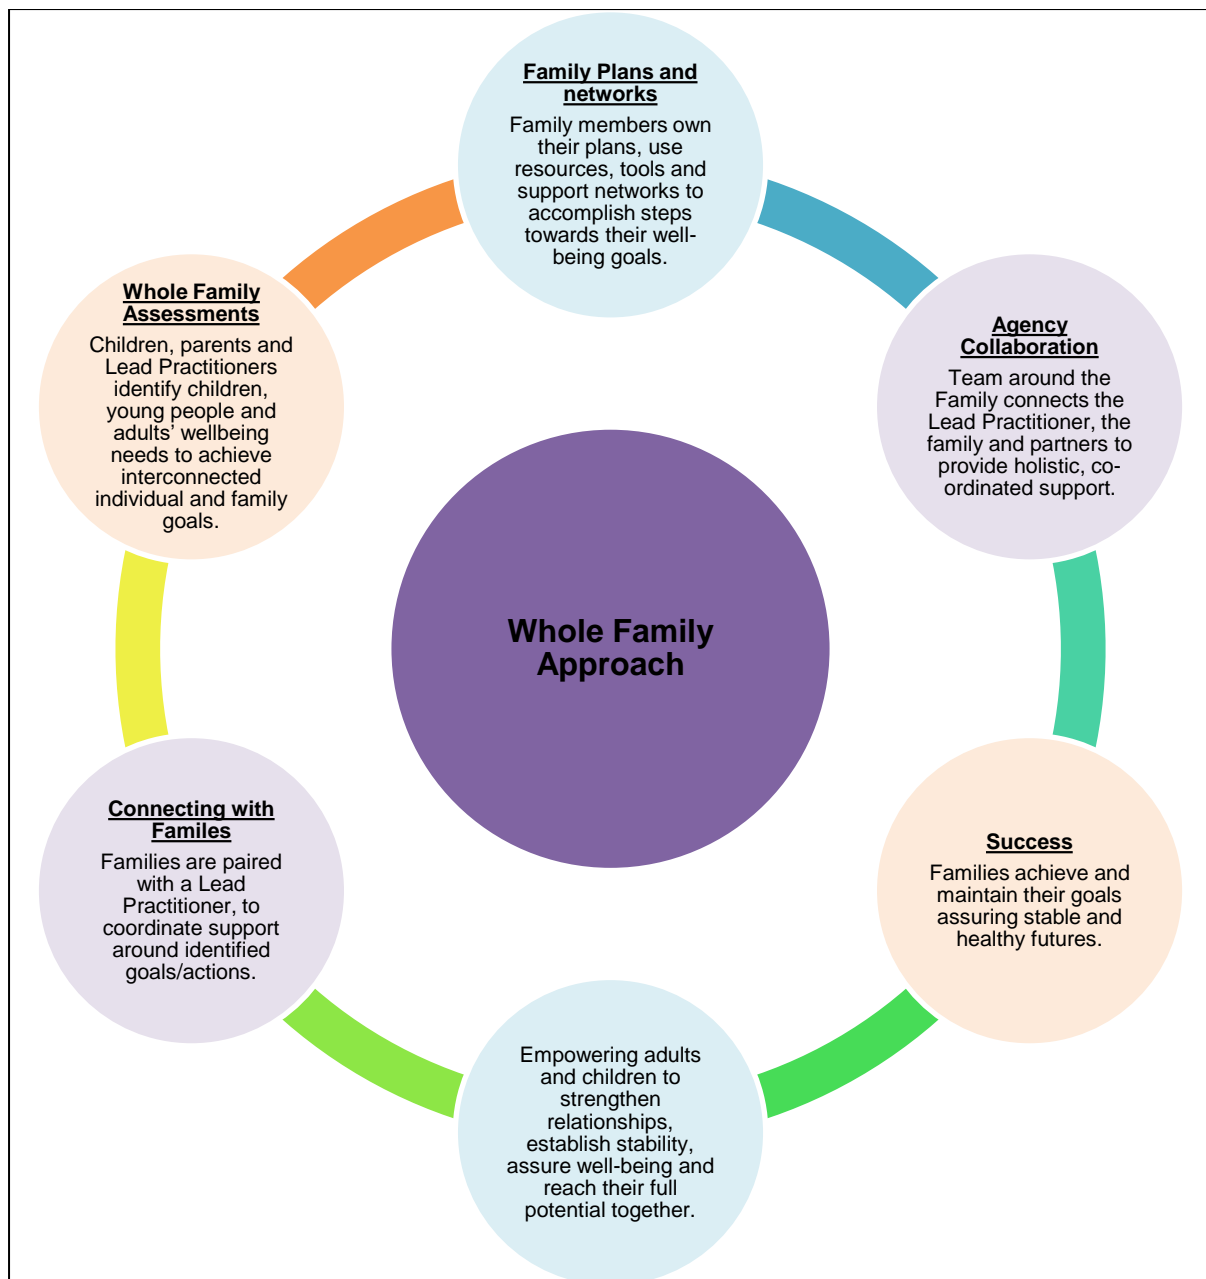 Family Plans and
networks
Family members own
their plans, use
resources, tools and
support networks to
accomplish steps
towards their well-
being goals.
Agency
Collaboration
Team around the
Family connects the
Lead Practitioner, the
family and partners to
provide holistic, co-
ordinated support.
Success
Families achieve and
maintain their goals
assuring stable and
healthy futures.
Empowering adults
and children to
strengthen
relationships,
establish stability,
assure well-being and
reach their full
potential together.
Connecting with
Familes
Families are paired
with a Lead
Practitioner, to
coordinate support
around identified
goals/actions.
Whole Family
Assessments
Children, parents and
Lead Practitioners
identify children,
young people and
adults’ wellbeing
needs to achieve
interconnected
individual and family
goals.
Whole Family
Approach